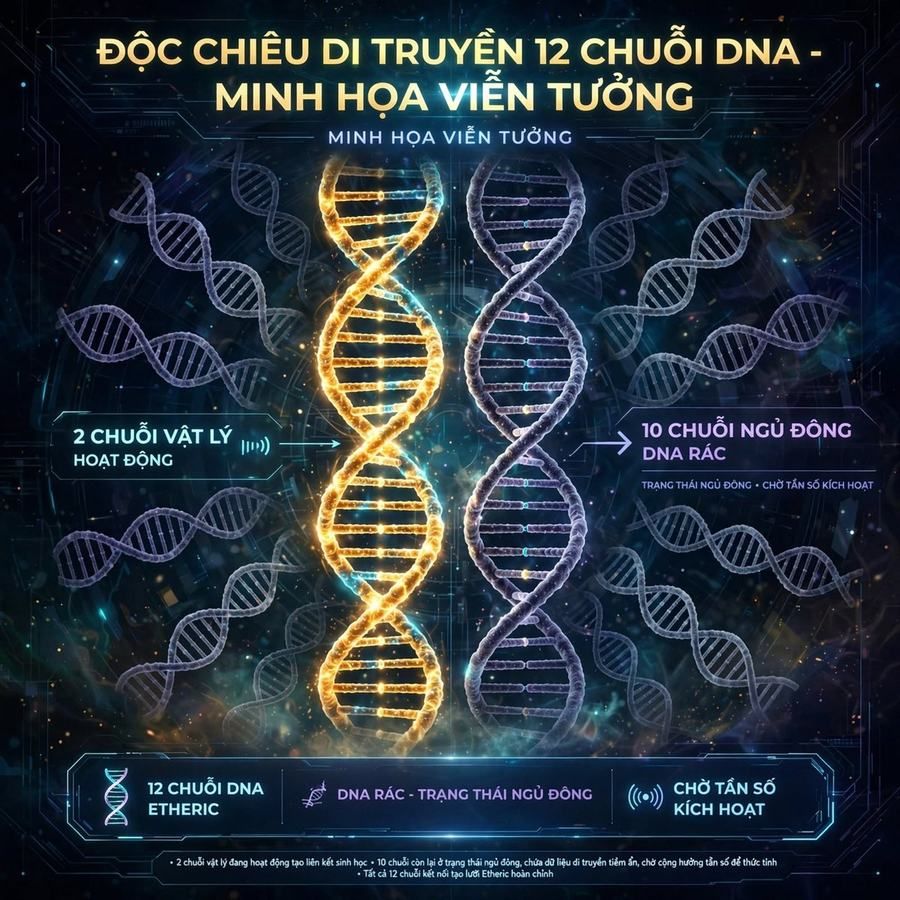 ĐỘC CHIÊU DI TRUYỀN 12 CHUỖI DNA -
MINH HỌA VIỄN TƯỞNG
MINH HỌA VIỄN TƯỞNG
2 CHUỖI VẬT LÝ
HOẠT ĐỘNG
10 CHUỖI NGỦ ĐÔNG
DNA RÁC
TRẠNG THÁI NGỦ ĐÔNG • CHỜ TẦN SỐ KÍCH HOẠT
12 CHUỖI DNA
ETHERIC
DNA RÁC - TRẠNG THÁI NGỦ ĐÔNG
CHỜ TẦN SỐ
KÍCH HOẠT
• 2 chuỗi vật lý đang hoạt động tạo liên kết sinh học • 10 chuỗi còn lại ở trạng thái ngủ đông, chứa dữ liệu di truyền tiềm ẩn, chờ cộng hưởng tần số để thức tỉnh
• Tất cả 12 chuỗi kết nối tạo lưới Etheric hoàn chỉnh